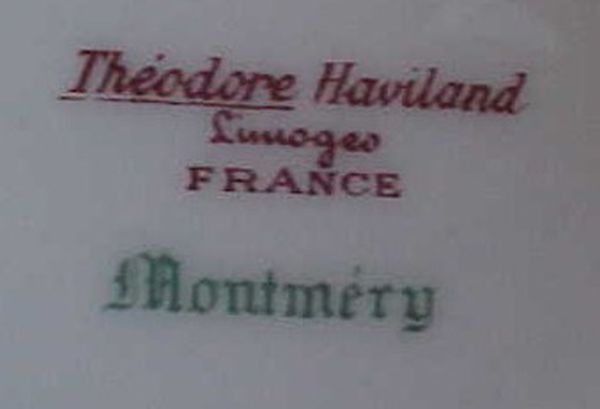 Théodore Haviland
Limoges
FRANCE
Montméry